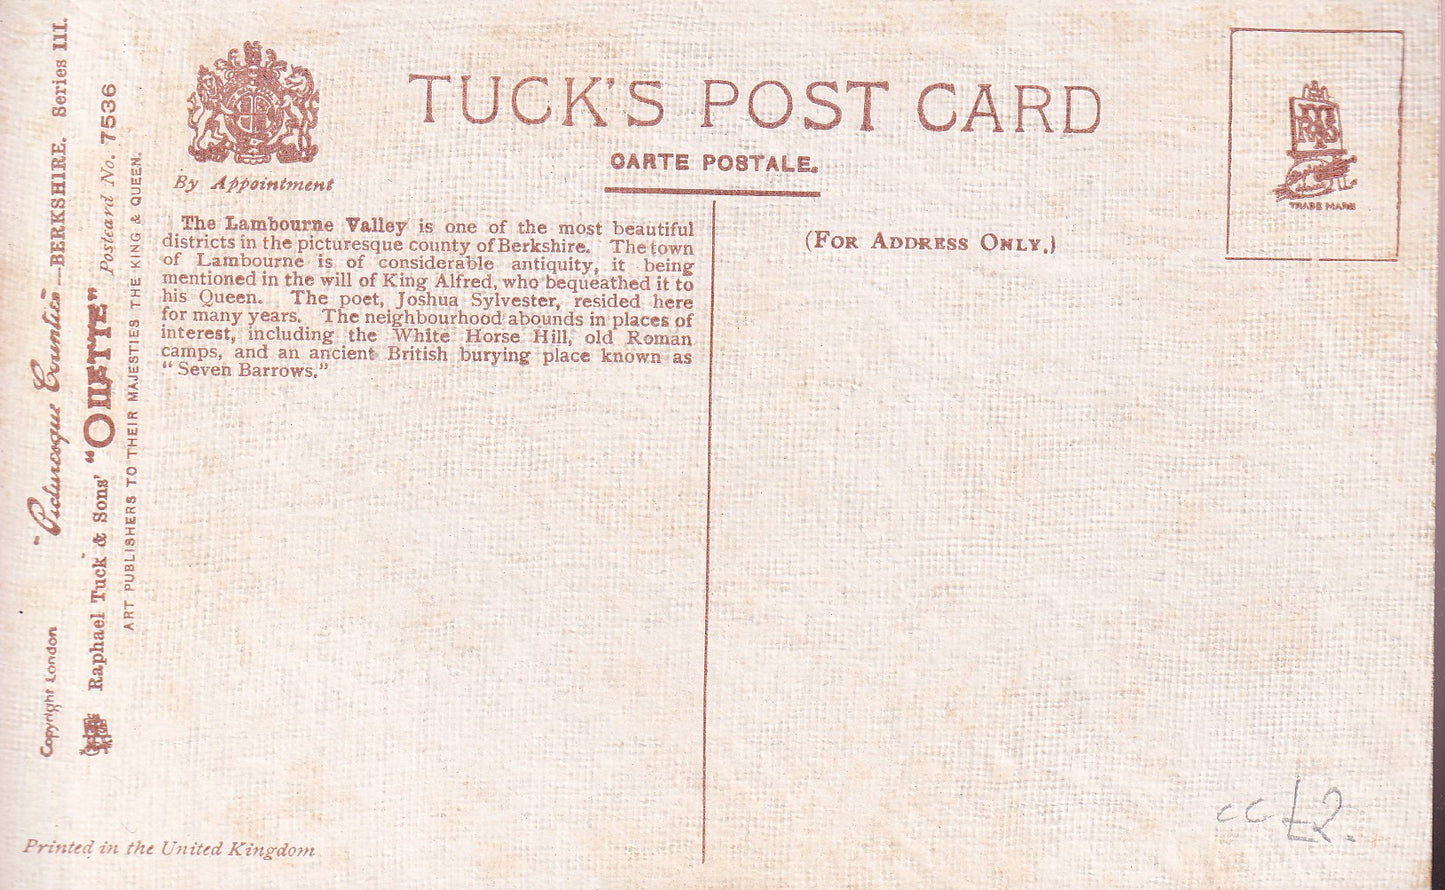 TUCK'S POST CARD
CARTE POSTALE.
By Appointment
(FOR ADDRESS ONLY.)
TRADE MARK
The Lambourne Valley is one of the most beautiful
districts in the picturesque county of Berkshire. The town
of Lambourne is of considerable antiquity, it being
mentioned in the will of King Alfred, who bequeathed it to
his Queen. The poet, Joshua Sylvester, resided here
for many years. The neighbourhood abounds in places of
interest, including the White Horse Hill, old Roman
camps, and an ancient British burying place known as
"Seven Barrows."
"Picturesque Counties"—BERKSHIRE. Series III.
Raphael Tuck & Sons' "OILETTE" Postcard No. 7536
ART PUBLISHERS TO THEIR MAJESTIES THE KING & QUEEN.
Copyright London
Printed in the United Kingdom
cc £2.